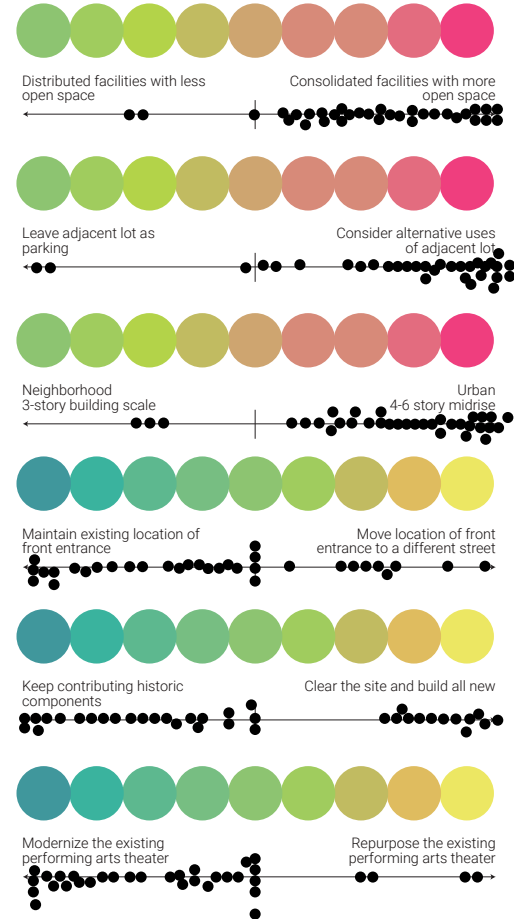 Distributed facilities with less
open space
Consolidated facilities with more
open space
Leave adjacent lot as
parking
Consider alternative uses
of adjacent lot
Neighborhood
3-story building scale
Urban
4-6 story midrise
Maintain existing location of
front entrance
Move location of front
entrance to a different street
Keep contributing historic
components
Clear the site and build all new
Modernize the existing
performing arts theater
Repurpose the existing
performing arts theater